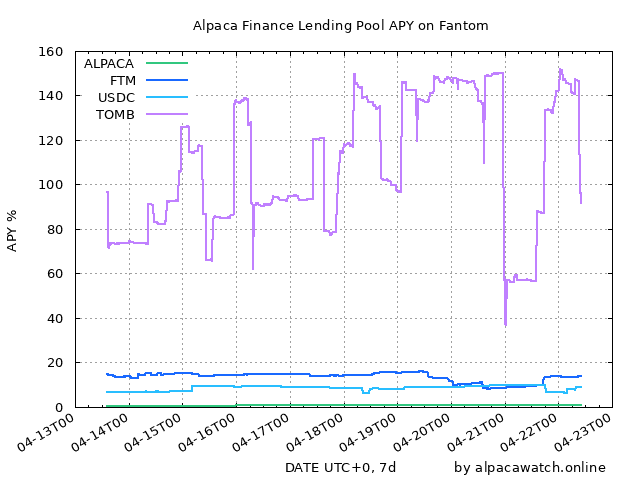 Alpaca Finance Lending Pool APY on Fantom
160
140
120
100
80
60
40
20
0
APY %
ALPACA
FTM
USDC
TOMB
04-13T00
04-14T00
04-15T00
04-16T00
04-17T00
04-18T00
04-19T00
04-20T00
04-21T00
04-22T00
04-23T00
DATE UTC+0, 7d
by alpacawatch.online